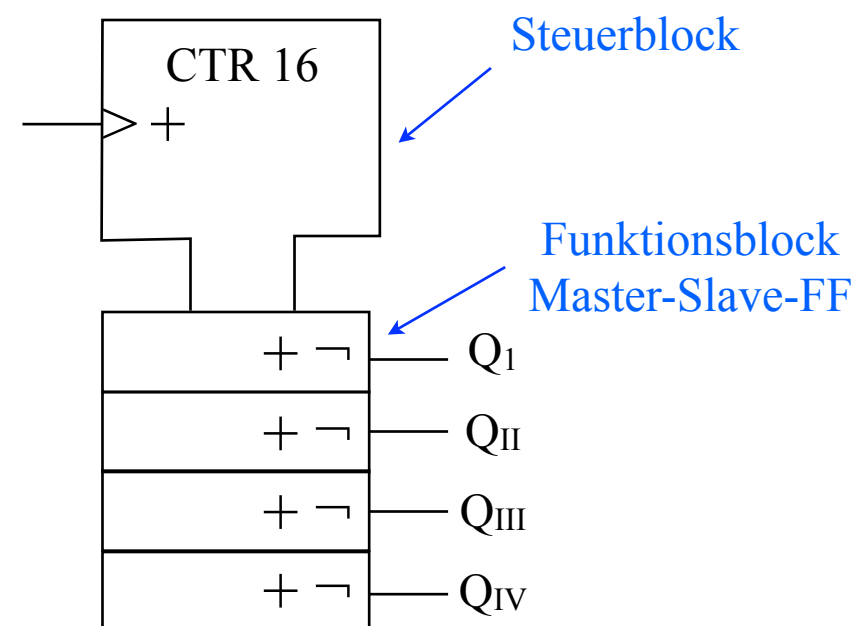 CTR 16
Steuerblock
+
Funktionsblock
Master-Slave-FF
+ ¬ Q1
+ ¬ QII
+ ¬ QIII
+ ¬ QIV